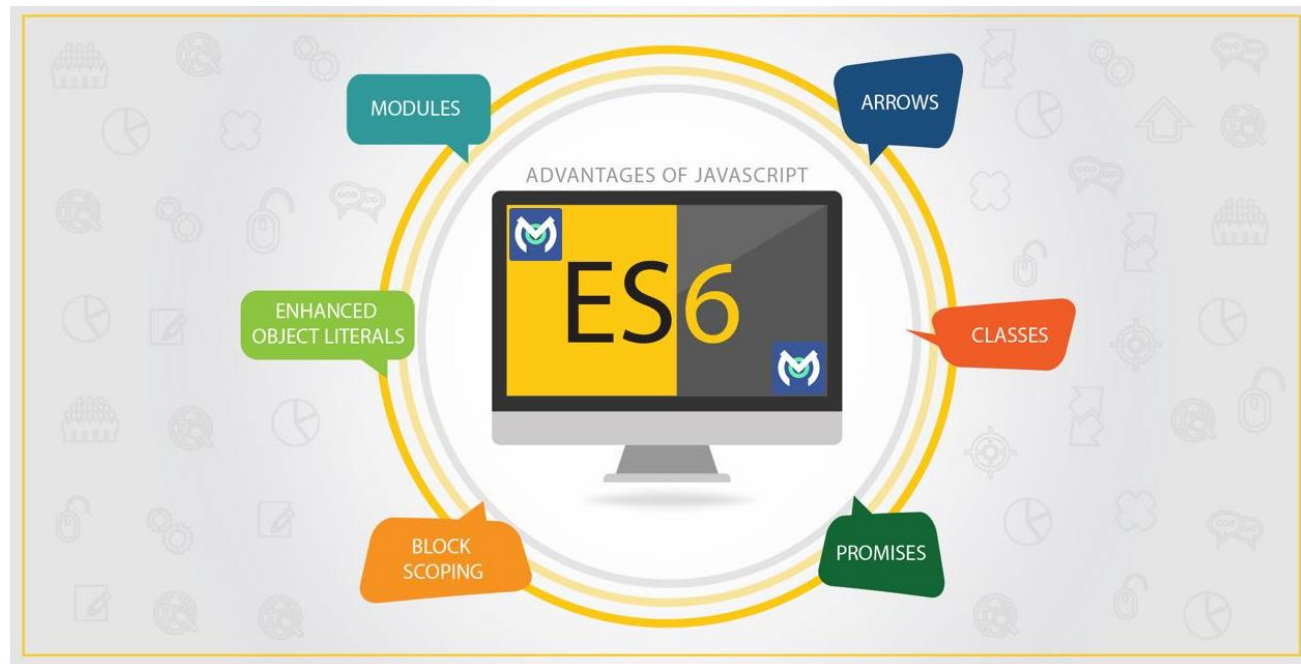 MODULES
ARROWS
ADVANTAGES OF JAVASCRIPT
ES6
ENHANCED
OBJECT LITERALS
CLASSES
BLOCK
SCOPING
PROMISES